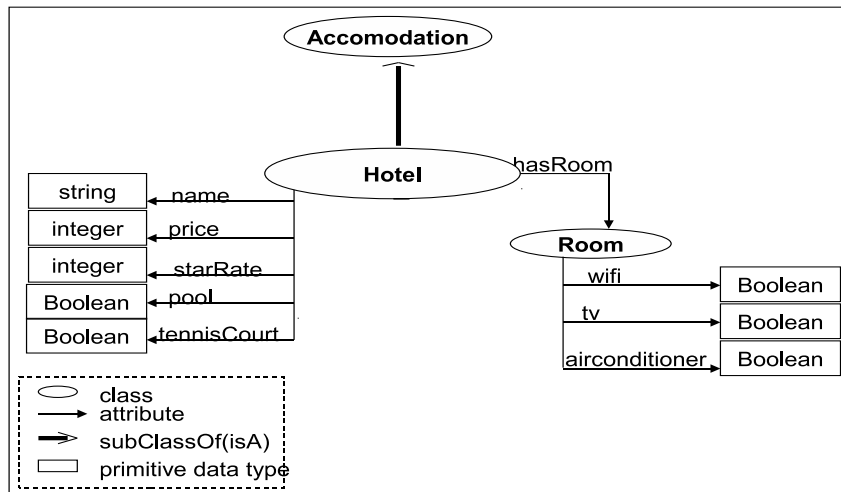 Accomodation
Hotel
hasRoom
string
name
integer
price
integer
starRate
Boolean
pool
Boolean
tennisCourt
Room
wifi
Boolean
tv
Boolean
airconditioner
Boolean
class
attribute
subClassOf(isA)
primitive data type